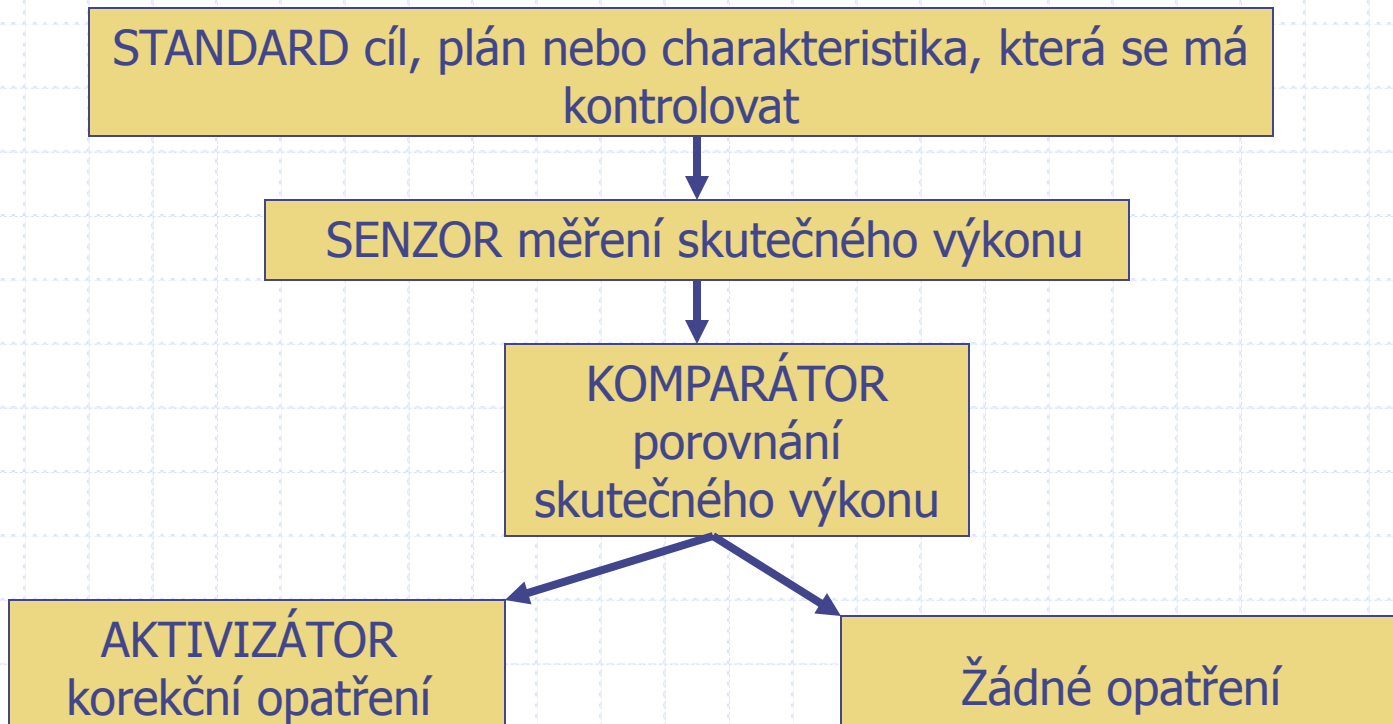 STANDARD cíl, plán nebo charakteristika, která se má
kontrolovat
SENZOR měření skutečného výkonu
KOMPARÁTOR
porovnání
skutečného výkonu
AKTIVIZÁTOR
korekční opatření
Žádné opatření